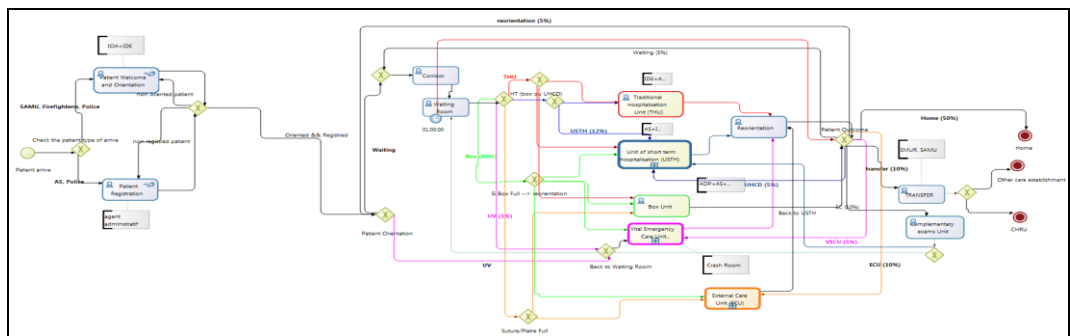 reorientation (5%)
IOA+IDE
Waiting (5%)
Patient Welcome
and Orientation
Corridor
THU
IDE+A...
non oriented patient
HT (box ou UHCD)
Traditional
Hospitalisation
Unit (THU)
SAMU, Firefighters, Police
Waiting
Room
01:00:00
Home (50%)
Reorientation
Patient Outcome
Check the patient type of arrive
non registed patient
Oriented && Registred
USTH (12%)
Home
Waiting
Unit of short term
hospitalisation (USTH)
SMUR, SAMU
Patient arrive
transfer (10%)
Other care establishment
AS, Police
Patient
Registration
Si Box Full --> reorientation
ADP+AS+...
UHCD (5%)
TRANSFER
Box Unit
Back to USTH
agent
administratif
Patient Orientation
CHRU
Complementary
exams Unit
Vital Emergency
Care Unit...
VECU (5%)
UV
Back to Waiting Room
Crash Room
ECU (10%)
External Care
Unit (ECU)
Suture/Platre Full